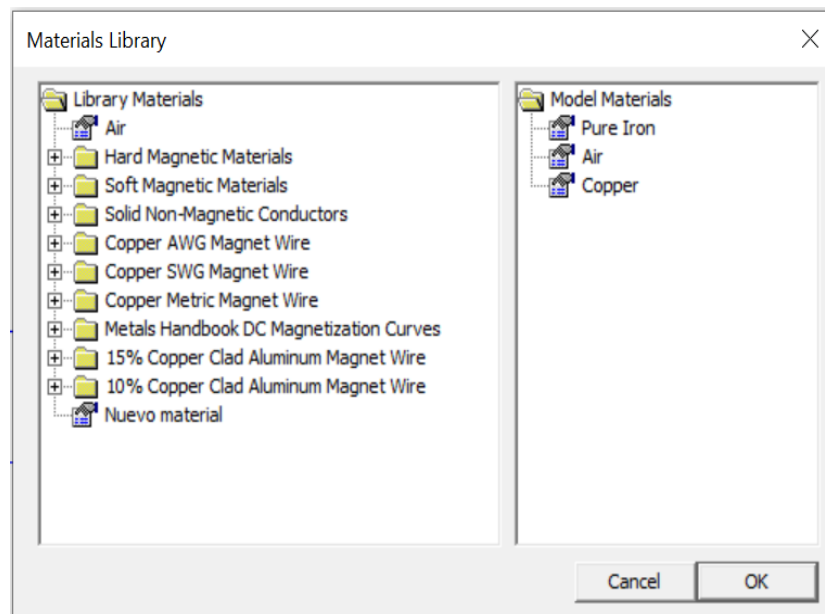 Materials Library
Library Materials
Air
Hard Magnetic Materials
Soft Magnetic Materials
Solid Non-Magnetic Conductors
Copper AWG Magnet Wire
Copper SWG Magnet Wire
Copper Metric Magnet Wire
Metals Handbook DC Magnetization Curves
15% Copper Clad Aluminum Magnet Wire
10% Copper Clad Aluminum Magnet Wire
Nuevo material
Model Materials
Pure Iron
Air
Copper
Cancel
OK